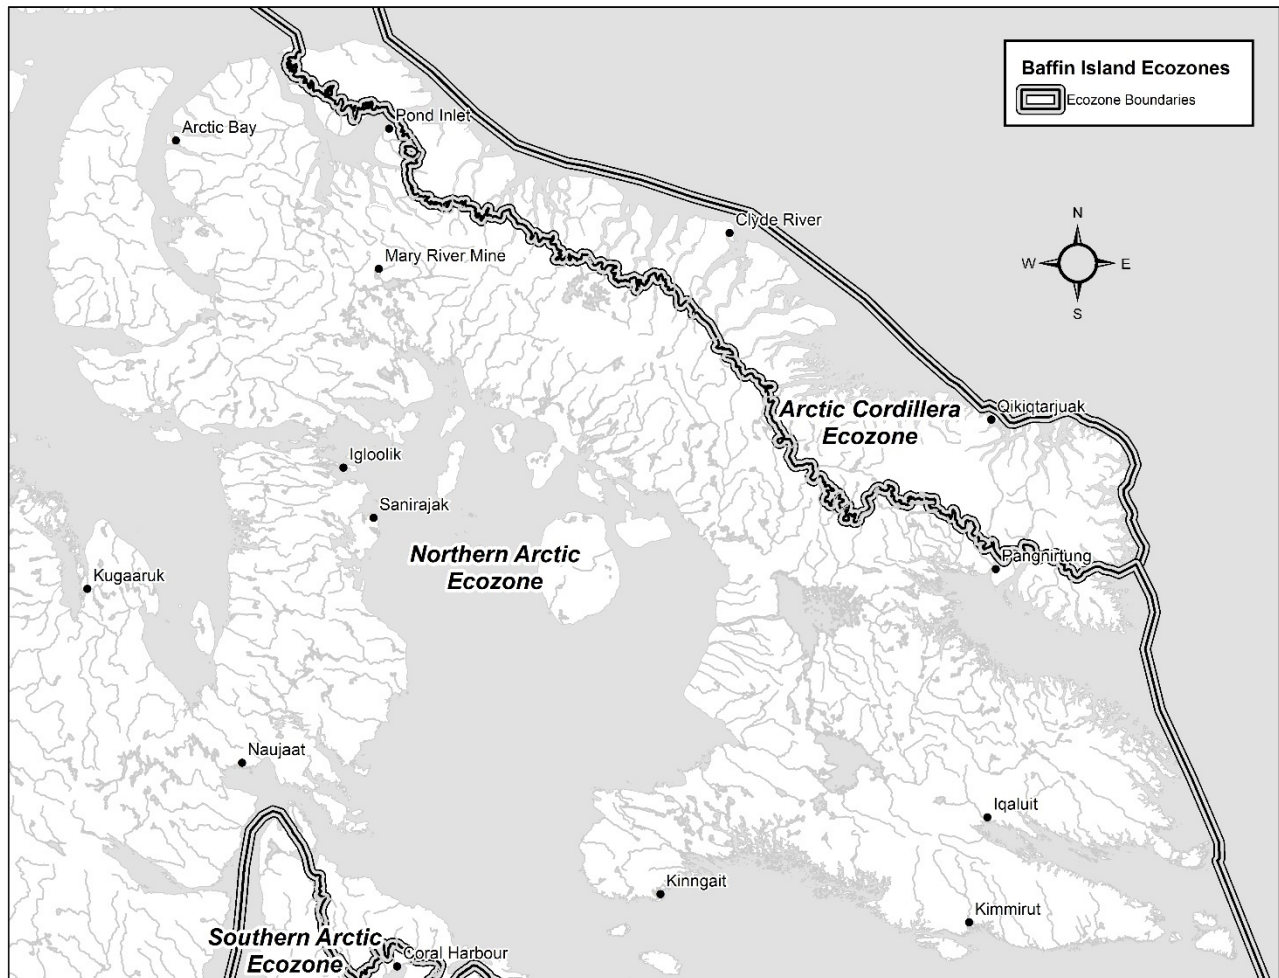 Baffin Island Ecozones
Ecozone Boundaries
Pond Inlet
Arctic Bay
N
Clyde River
Mary River Mine
W
E
S
Arctic Cordillera
Ecozone
Qikiqtarjuak
Igloolik
Sanirajak
Northern Arctic
Ecozone
Pangnirtung
Kugaaruk
Naujaat
Iqaluit
Kinngait
Kimmirut
Southern Arctic
Ecozone
Coral Harbour